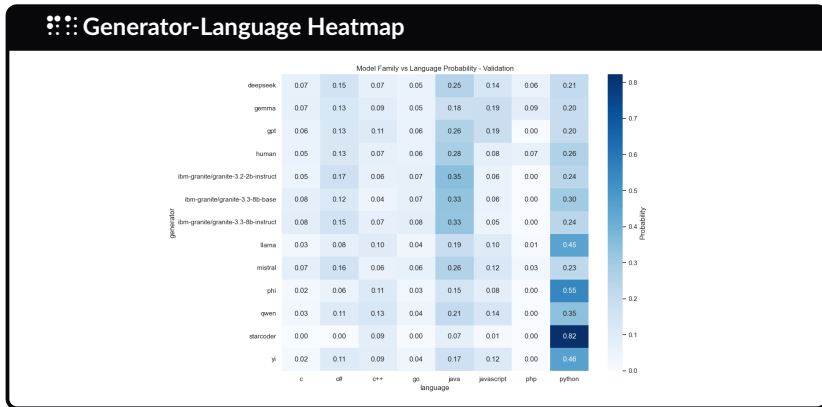 Generator-Language Heatmap
Model Family vs Language Probability - Validation
deepseek 0.07 0.15 0.07 0.05 0.25 0.14 0.06 0.21
gemma 0.07 0.13 0.09 0.05 0.18 0.19 0.09 0.20
gpt 0.06 0.13 0.11 0.06 0.26 0.19 0.00 0.20
human 0.05 0.13 0.07 0.06 0.28 0.08 0.07 0.26
ibm-granite/granite-3.2-2b-instruct 0.05 0.17 0.06 0.07 0.35 0.06 0.00 0.24
ibm-granite/granite-3.3-8b-base 0.08 0.12 0.04 0.07 0.33 0.06 0.00 0.30
ibm-granite/granite-3.3-8b-instruct 0.08 0.15 0.07 0.08 0.33 0.05 0.00 0.24
llama 0.03 0.08 0.10 0.04 0.19 0.10 0.01 0.45
mistral 0.07 0.16 0.06 0.06 0.26 0.12 0.03 0.23
phi 0.02 0.06 0.11 0.03 0.15 0.08 0.00 0.55
qwen 0.03 0.11 0.13 0.04 0.21 0.14 0.00 0.35
starcoder 0.00 0.00 0.09 0.00 0.07 0.01 0.00 0.82
yi 0.02 0.11 0.09 0.04 0.17 0.12 0.00 0.46
c c# c++ go java javascript php python
language
generator
0.8
0.7
0.6
0.5
0.4
0.3
0.2
0.1
0.0
Probability